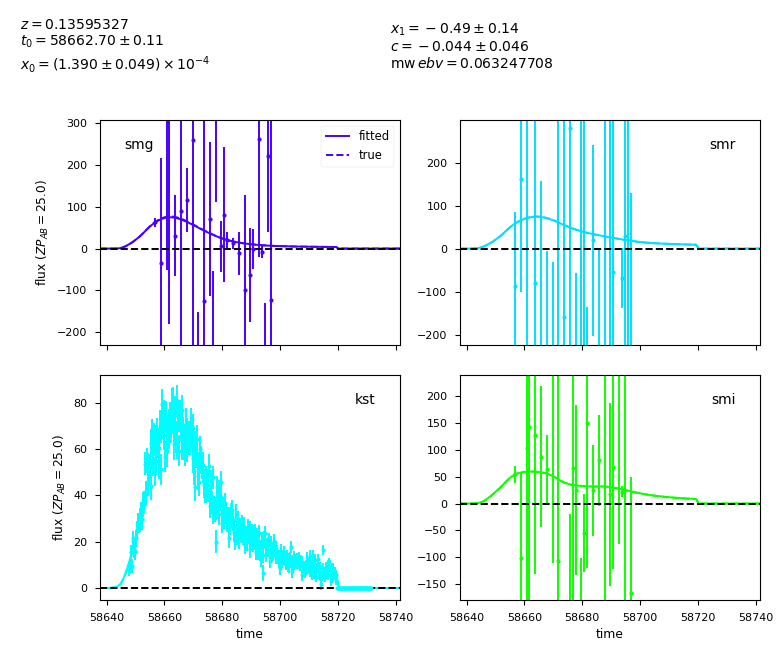 z = 0.13595327
t₀ = 58662.70 ± 0.11
x₀ = (1.390 ± 0.049) × 10⁻⁴
x₁ = − 0.49 ± 0.14
c = − 0.044 ± 0.046
mw ebv = 0.063247708
smg
fitted
true
300
200
100
0
−100
−200
flux (ZP_AB = 25.0)
smr
200
100
0
−100
−200
kst
80
60
40
20
0
flux (ZP_AB = 25.0)
58640 58660 58680 58700 58720 58740
time
smi
200
150
100
50
0
−50
−100
−150
58640 58660 58680 58700 58720 58740
time